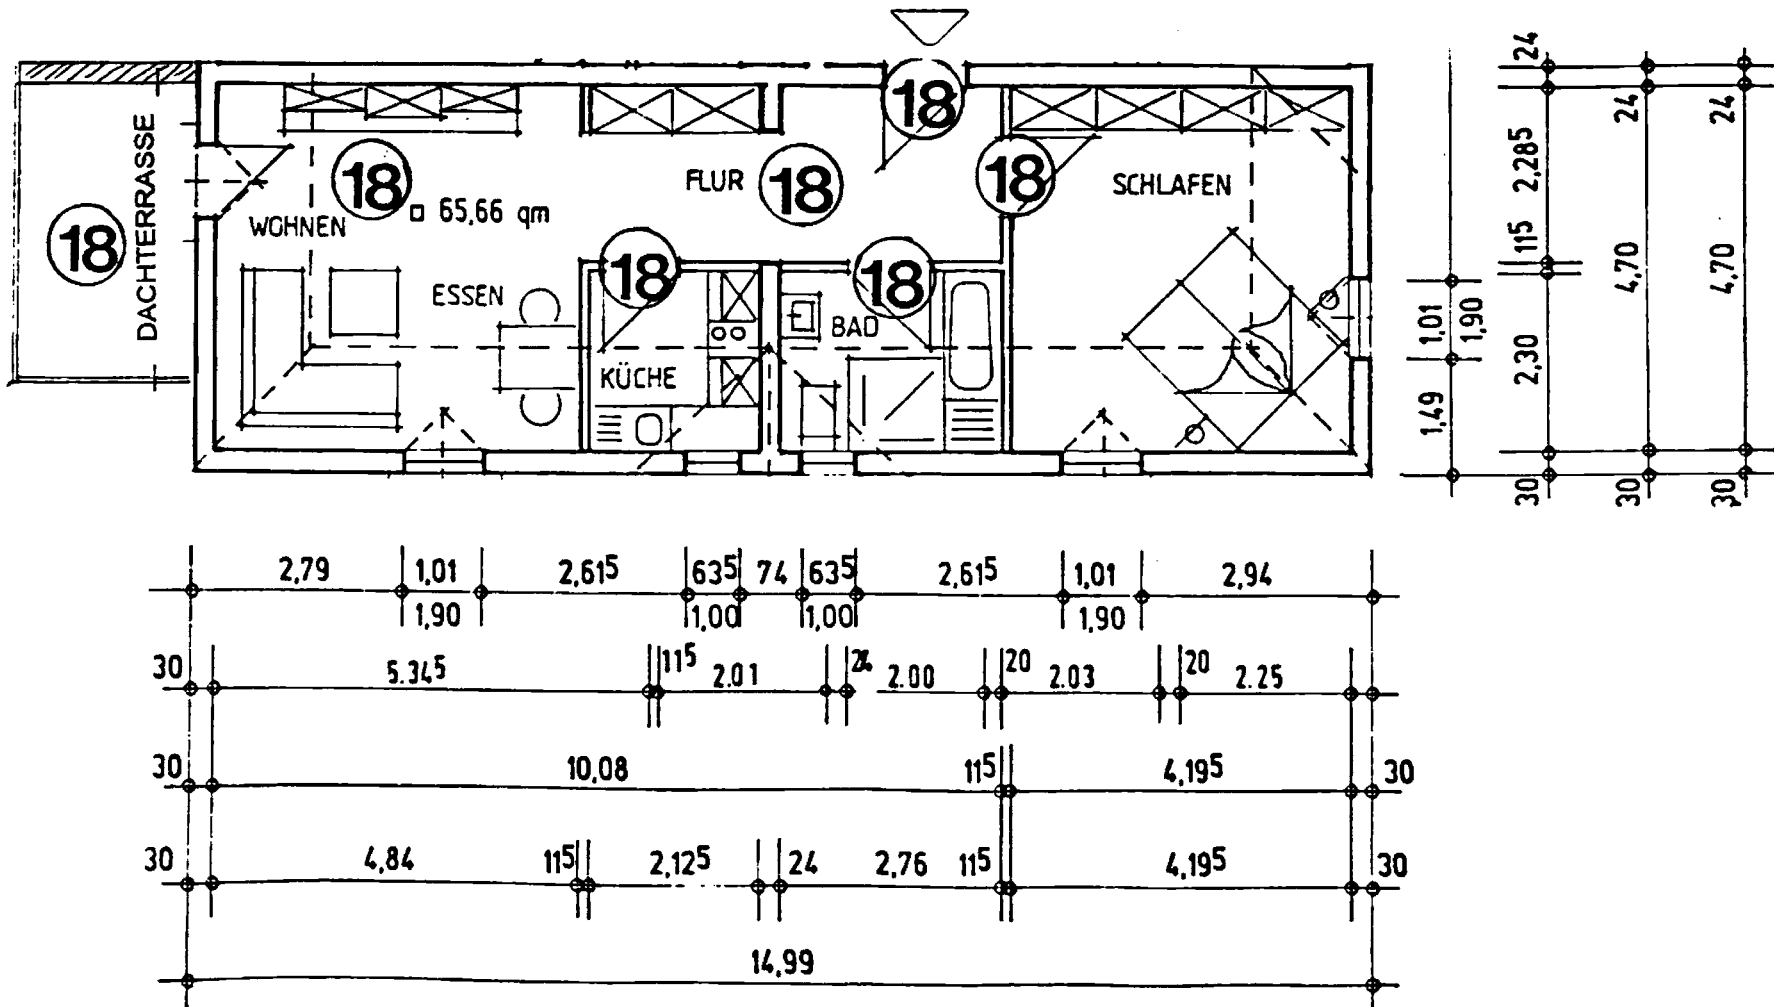 18
24
24
24
DACHTERRASSE
18
18
WOHNEN
□ 65,66 qm
FLUR
18
18
SCHLAFEN
2,285
4,70
4,70
115
18
18
ESSEN
BAD
KÜCHE
1,01
1,90
2,30
1,49
30
30
30
2,79 1,01 2,615 635 74 635 2,615 1,01 2,94
1,90 1,00 1,00 1,90
30 5.345 115 2.01 24 2.00 20 2.03 20 2.25
30 10,08 115 4,195 30
30 4,84 115 2,125 24 2,76 115 4,195 30
14,99